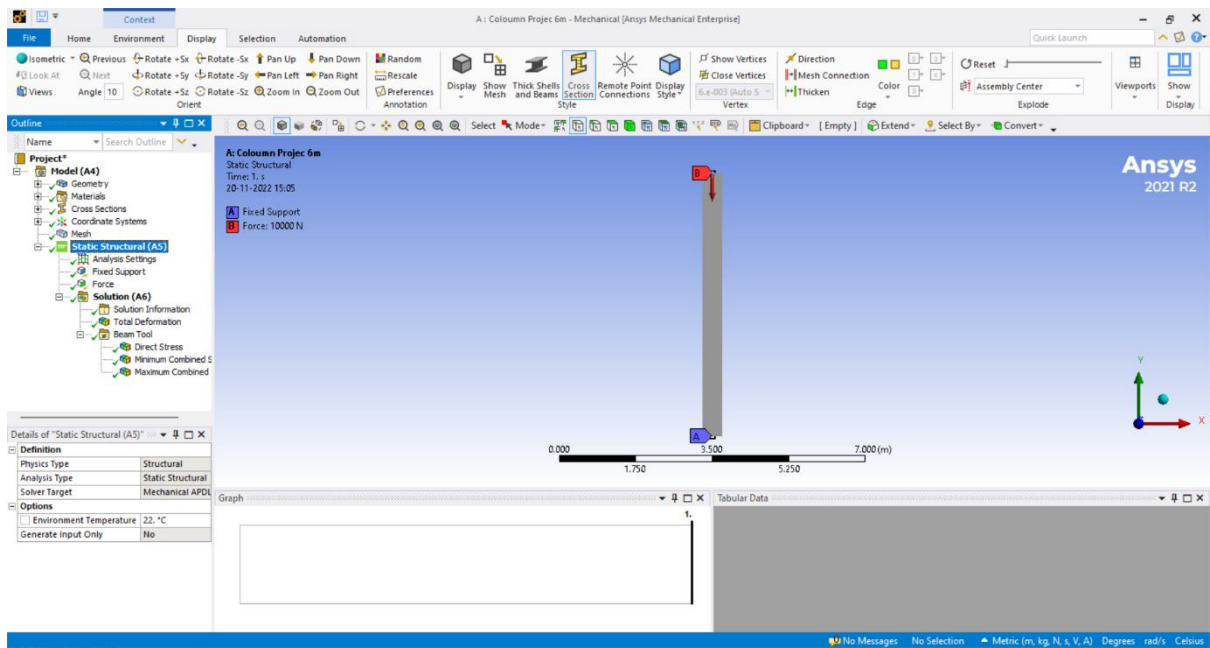 Context
A : Coloumn Projec 6m - Mechanical [Ansys Mechanical Enterprise]
File Home Environment Display Selection Automation Quick Launch
Isometric Previous Rotate +Sx Rotate -Sx Pan Up Pan Down Random Show Vertices Direction Reset
Look At Next Rotate +Sy Rotate -Sy Pan Left Pan Right Rescale Display Show Mesh Thick Shells and Beams Cross Section Remote Point Connections Display Style Close Vertices Mesh Connection Color Assembly Center Viewports Show
Views Angle 10 Rotate +Sz Rotate -Sz Zoom In Zoom Out Preferences 6.e-003 (Auto S Thicken
Orient Annotation Style Vertex Edge Explode Display
Outline Select Mode Clipboard [ Empty ] Extend Select By Convert
Name Search Outline
Project*
Model (A4)
Geometry
Materials
Cross Sections
Coordinate Systems
Mesh
Static Structural (A5)
Analysis Settings
Fixed Support
Force
Solution (A6)
Solution Information
Total Deformation
Beam Tool
Direct Stress
Minimum Combined S
Maximum Combined
A: Coloumn Projec 6m
Static Structural
Time: 1. s
20-11-2022 15:05
A Fixed Support
B Force: 10000 N
B
A
Ansys
2021 R2
Y
X
0.000 3.500 7.000 (m)
1.750 5.250
Details of "Static Structural (A5)"
Definition
Physics Type Structural
Analysis Type Static Structural
Solver Target Mechanical APDL
Options
Environment Temperature 22. °C
Generate Input Only No
Graph
1.
Tabular Data
No Messages No Selection Metric (m, kg, N, s, V, A) Degrees rad/s Celsius